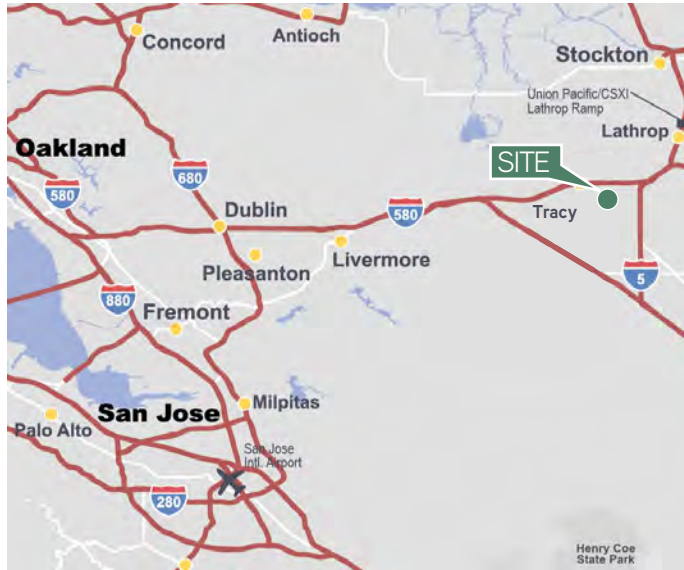 Antioch
Concord
Stockton
Union Pacific/CSXI
Lathrop Ramp
Lathrop
Oakland
SITE
680
580
Tracy
Dublin
580
Livermore
Pleasanton
5
880
Fremont
San Jose
Milpitas
Palo Alto
San Jose
Intl. Airport
280
Henry Coe
State Park